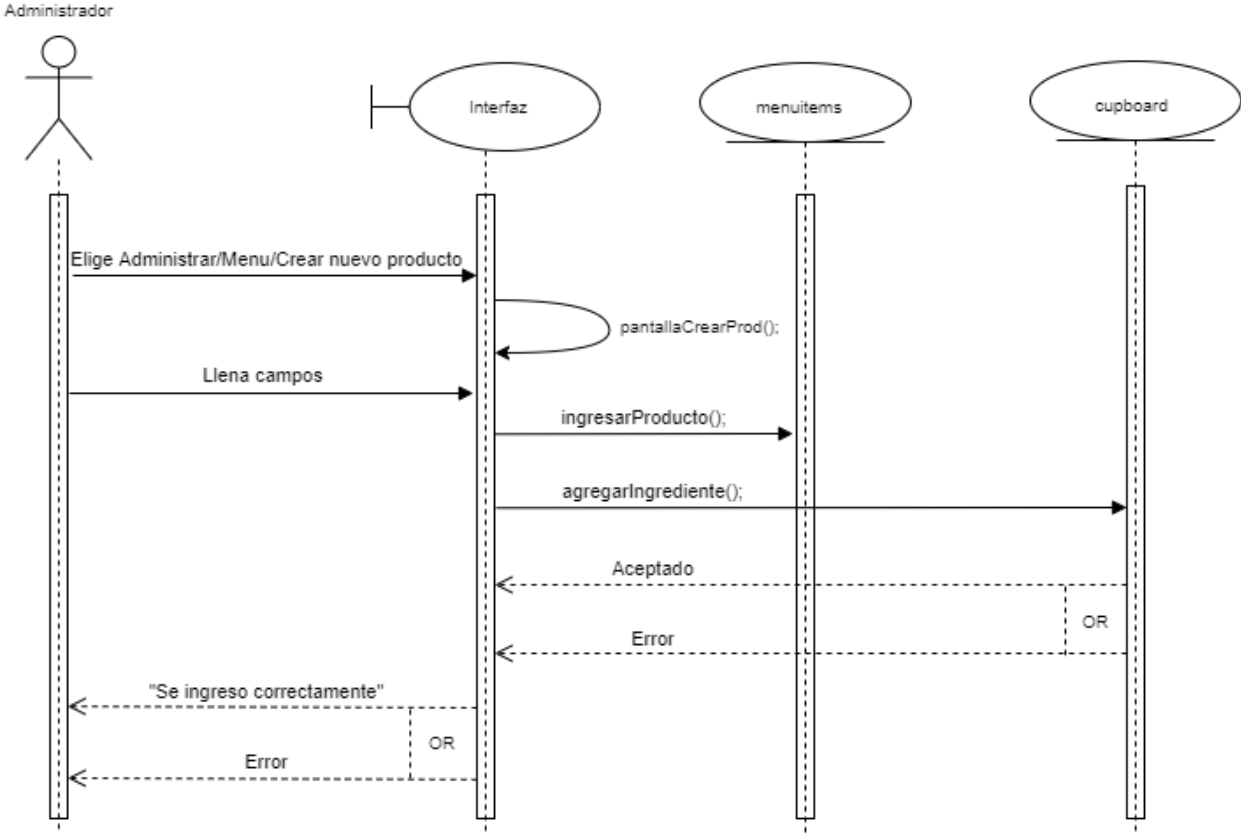 Administrador
Interfaz
menuitems
cupboard
Elige Administrar/Menu/Crear nuevo producto
pantallaCrearProd();
Llena campos
ingresarProducto();
agregarIngrediente();
Aceptado
OR
Error
"Se ingreso correctamente"
OR
Error